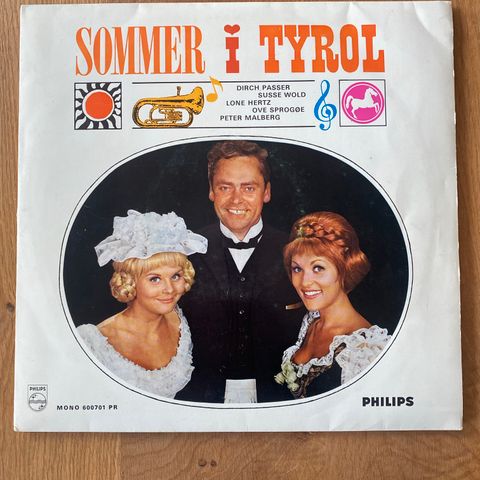 SOMMER i TYROL
DIRCH PASSER
SUSSE WOLD
LONE HERTZ
OVE SPROGØE
PETER MALBERG
PHILIPS
MONO 600701 PR
PHILIPS